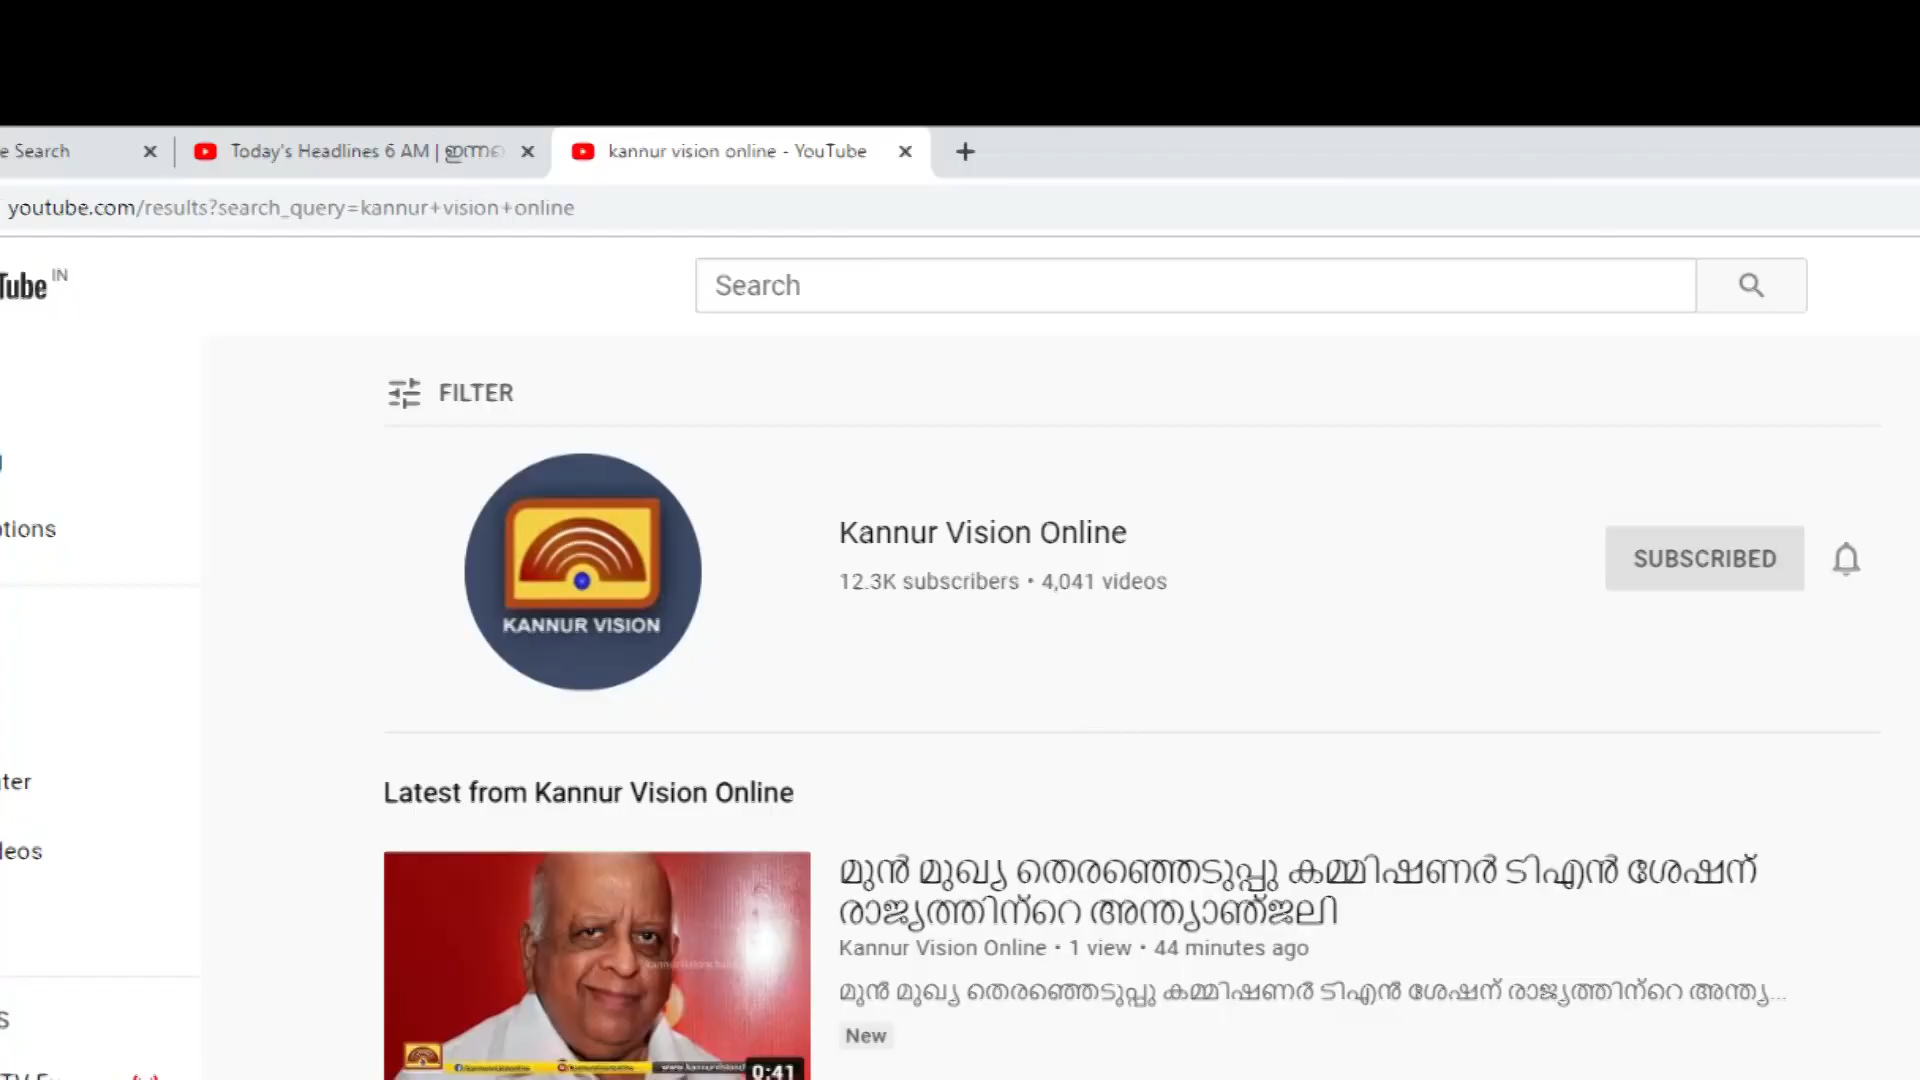 e Search
Today's Headlines 6 AM | ഇന്നത
kannur vision online - YouTube
youtube.com/results?search_query=kannur+vision+online
Tube IN
Search
FILTER
KANNUR VISION
Kannur Vision Online
12.3K subscribers • 4,041 videos
SUBSCRIBED
tions
ter
Latest from Kannur Vision Online
deos
മുൻ മുഖ്യ തെരഞ്ഞെടുപ്പു കമ്മിഷണർ ടിഎൻ ശേഷന്
രാജ്യത്തിന്റെ അന്ത്യാഞ്ജലി
Kannur Vision Online • 1 view • 44 minutes ago
മുൻ മുഖ്യ തെരഞ്ഞെടുപ്പു കമ്മിഷണർ ടിഎൻ ശേഷന് രാജ്യത്തിന്റെ അന്ത്യ...
S
New
0:41